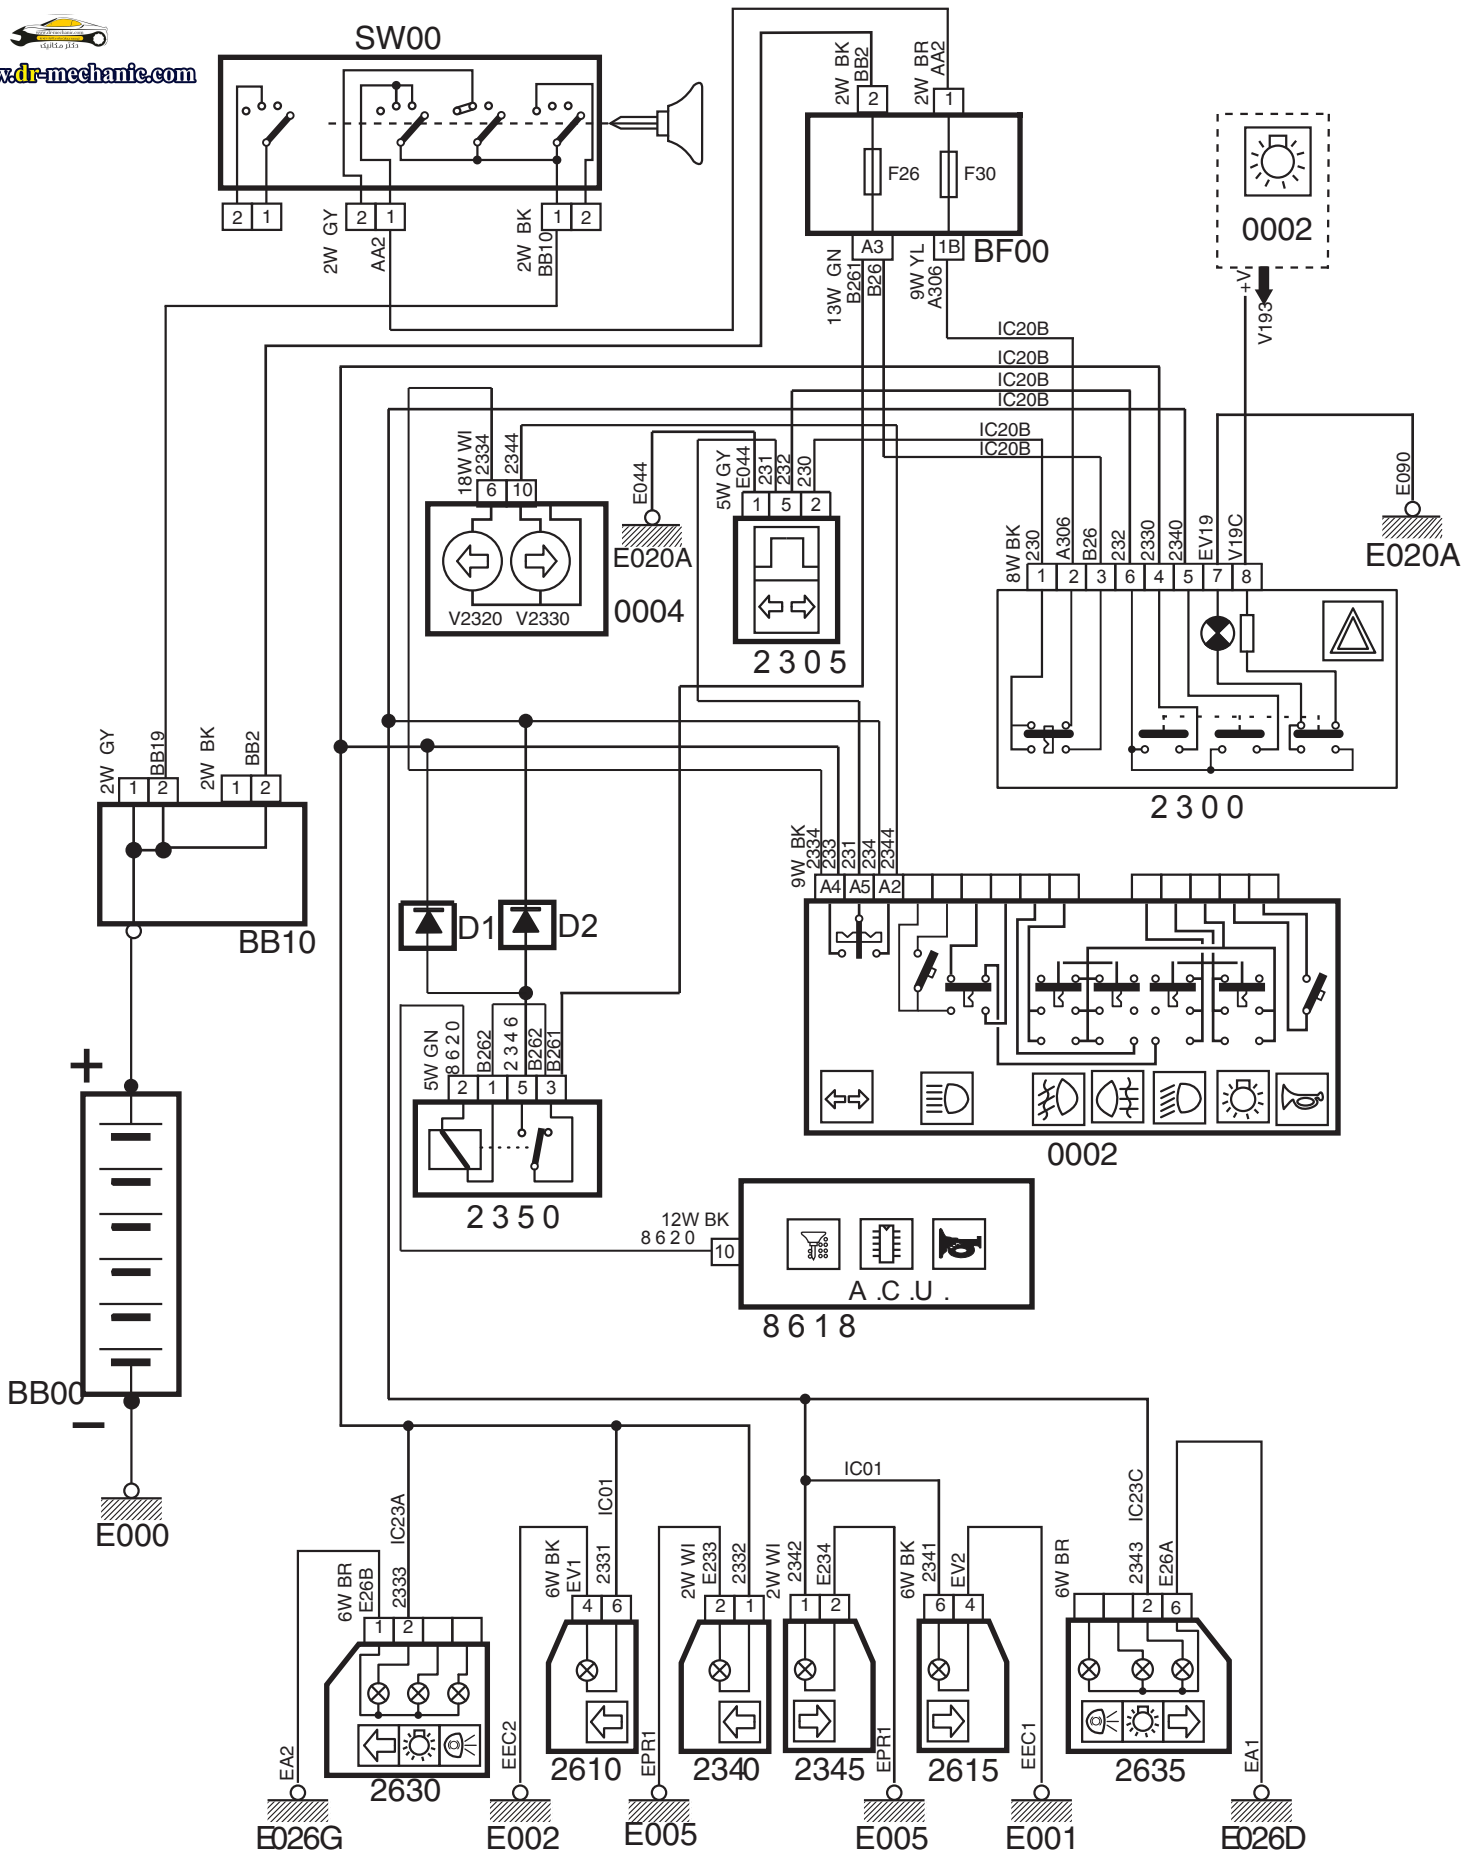 www.dr-mechanic.com
دکتر مکانیک
w.dr-mechanic.com
SW00
2 1
2 1
1 2
2W GY
AA2
2W BK
BB10
2W BK
BB2
2W BR
AA2
2
1
F26
F30
A3
1B
BF00
13W GN
B261
B26
9W YL
A306
0002
+V
V193
IC20B
IC20B
IC20B
IC20B
IC20B
IC20B
18W WI
2334
2344
6 10
V2320 V2330
0004
E044
E020A
5W GY
E044
231
232
230
1 5 2
2305
8W BK
230
A306
B26
232
2330
2340
EV19
V19C
1 2 3 6 4 5 7 8
2300
E090
E020A
2W GY
BB19
2W BK
BB2
1 2
1 2
BB10
9W BK
2334
233
231
234
2344
A4 A5 A2
0002
D1
D2
5W GN
8620
B262
2346
B262
B261
2 1 5 3
2350
12W BK
8620
10
A.C.U.
8618
+
BB00
−
E000
IC23A
IC01
IC01
IC23C
6W BR
E26B
2333
1 2
2630
EA2
E026G
6W BK
EV1
2331
4 6
2610
EEC2
E002
2W WI
E233
2332
2 1
2340
EPR1
E005
2W WI
2342
E234
1 2
2345
EPR1
E005
6W BK
2341
EV2
6 4
2615
EEC1
E001
6W BR
2343
E26A
2 6
2635
EA1
E026D